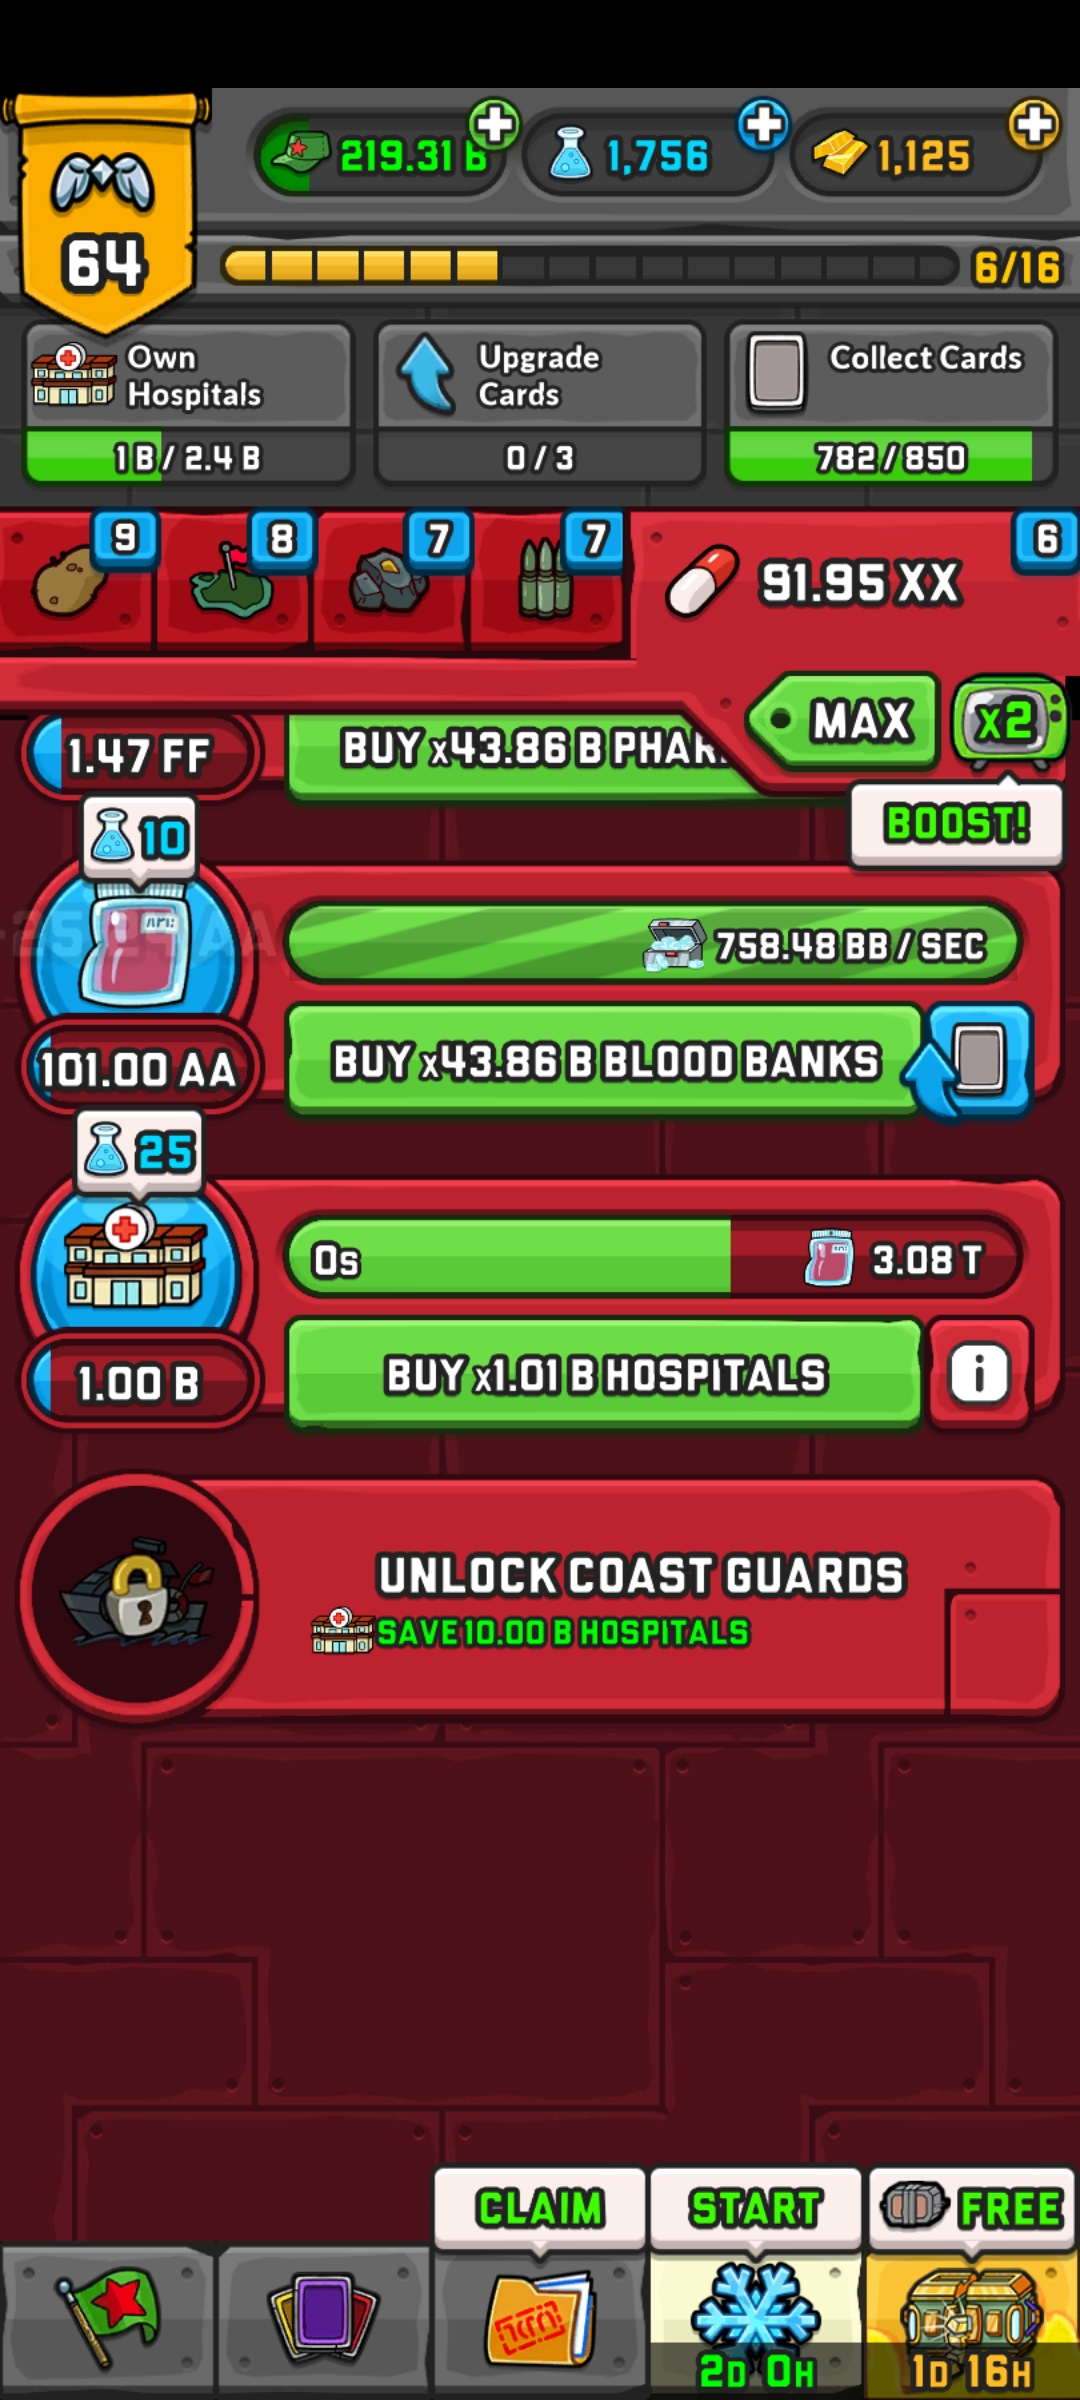 219.31 B
1,756
1,125
64
6/16
Own
Hospitals
Upgrade
Cards
Collect Cards
1 B / 2.4 B
0 / 3
782 / 850
9
8
7
7
6
91.95 XX
MAX
x2
1.47 FF
BUY x43.86 B
BOOST!
10
758.48 BB / SEC
101.00 AA
BUY x43.86 B BLOOD BANKS
25
0s
3.08 T
1.00 B
BUY x1.01 B HOSPITALS
i
UNLOCK COAST GUARDS
SAVE 10.00 B HOSPITALS
CLAIM
START
FREE
2D 0H
1D 16H